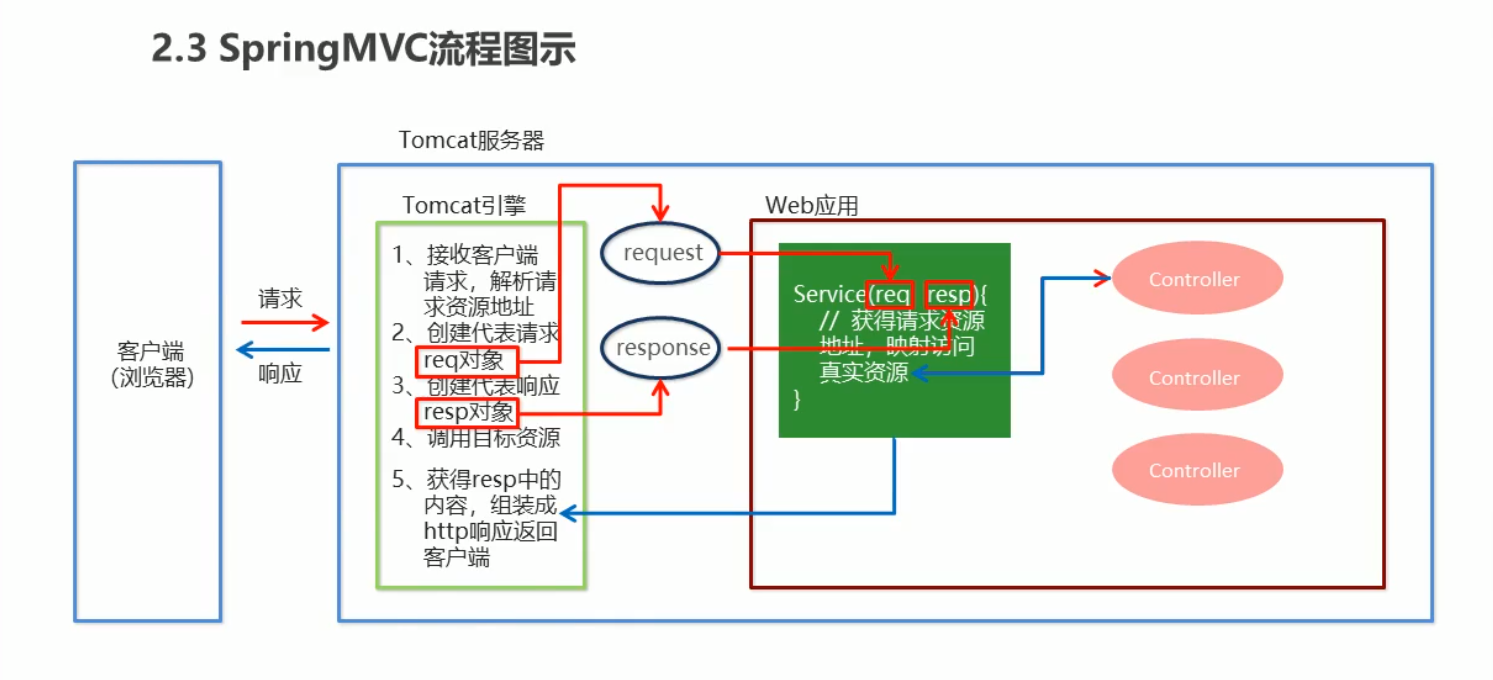 2.3 SpringMVC流程图示
Tomcat服务器
Tomcat引擎
Web应用
客户端
(浏览器)
请求
响应
1、接收客户端
请求，解析请
求资源地址
2、创建代表请求
req对象
3、创建代表响应
resp对象
4、调用目标资源
5、获得resp中的
内容，组装成
http响应返回
客户端
request
response
Service(req resp){
// 获得请求资源
地址，映射访问
真实资源
}
Controller
Controller
Controller